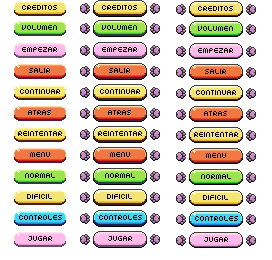 CREDITOS CREDITOS CREDITOS
VOLUMEN VOLUMEN VOLUMEN
EMPEZAR EMPEZAR EMPEZAR
SALIR SALIR SALIR
CONTINUAR CONTINUAR CONTINUAR
ATRAS ATRAS ATRAS
REINTENTAR REINTENTAR REINTENTAR
MENU MENU MENU
NORMAL NORMAL NORMAL
DIFICIL DIFICIL DIFICIL
CONTROLES CONTROLES CONTROLES
JUGAR JUGAR JUGAR